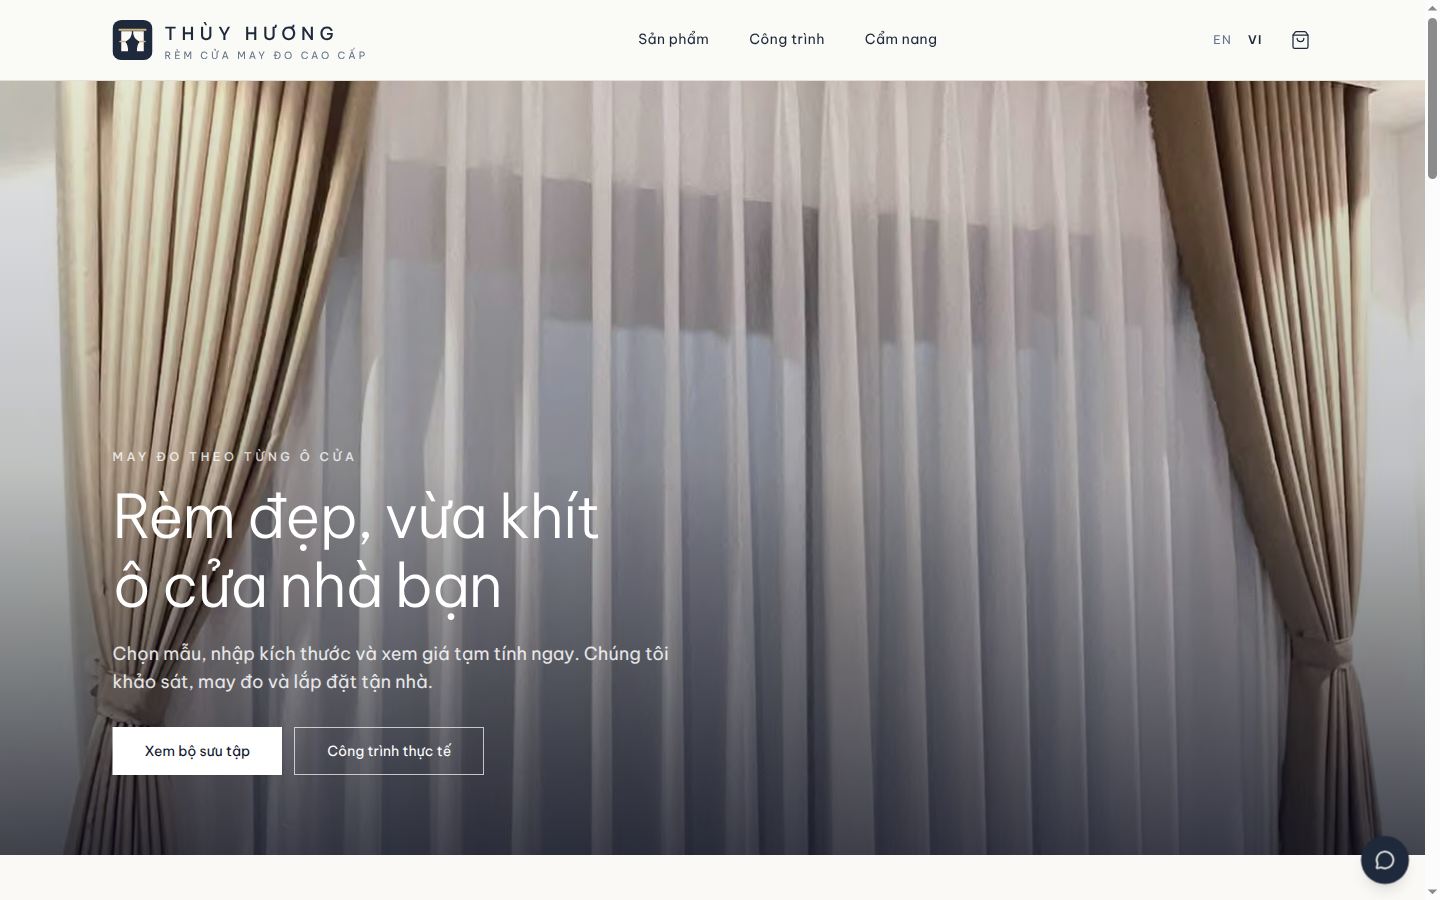 THÙY HƯƠNG
RÈM CỬA MAY ĐO CAO CẤP
Sản phẩm
Công trình
Cẩm nang
EN
VI
MAY ĐO THEO TỪNG Ô CỬA
Rèm đẹp, vừa khít
ô cửa nhà bạn
Chọn mẫu, nhập kích thước và xem giá tạm tính ngay. Chúng tôi
khảo sát, may đo và lắp đặt tận nhà.
Xem bộ sưu tập
Công trình thực tế